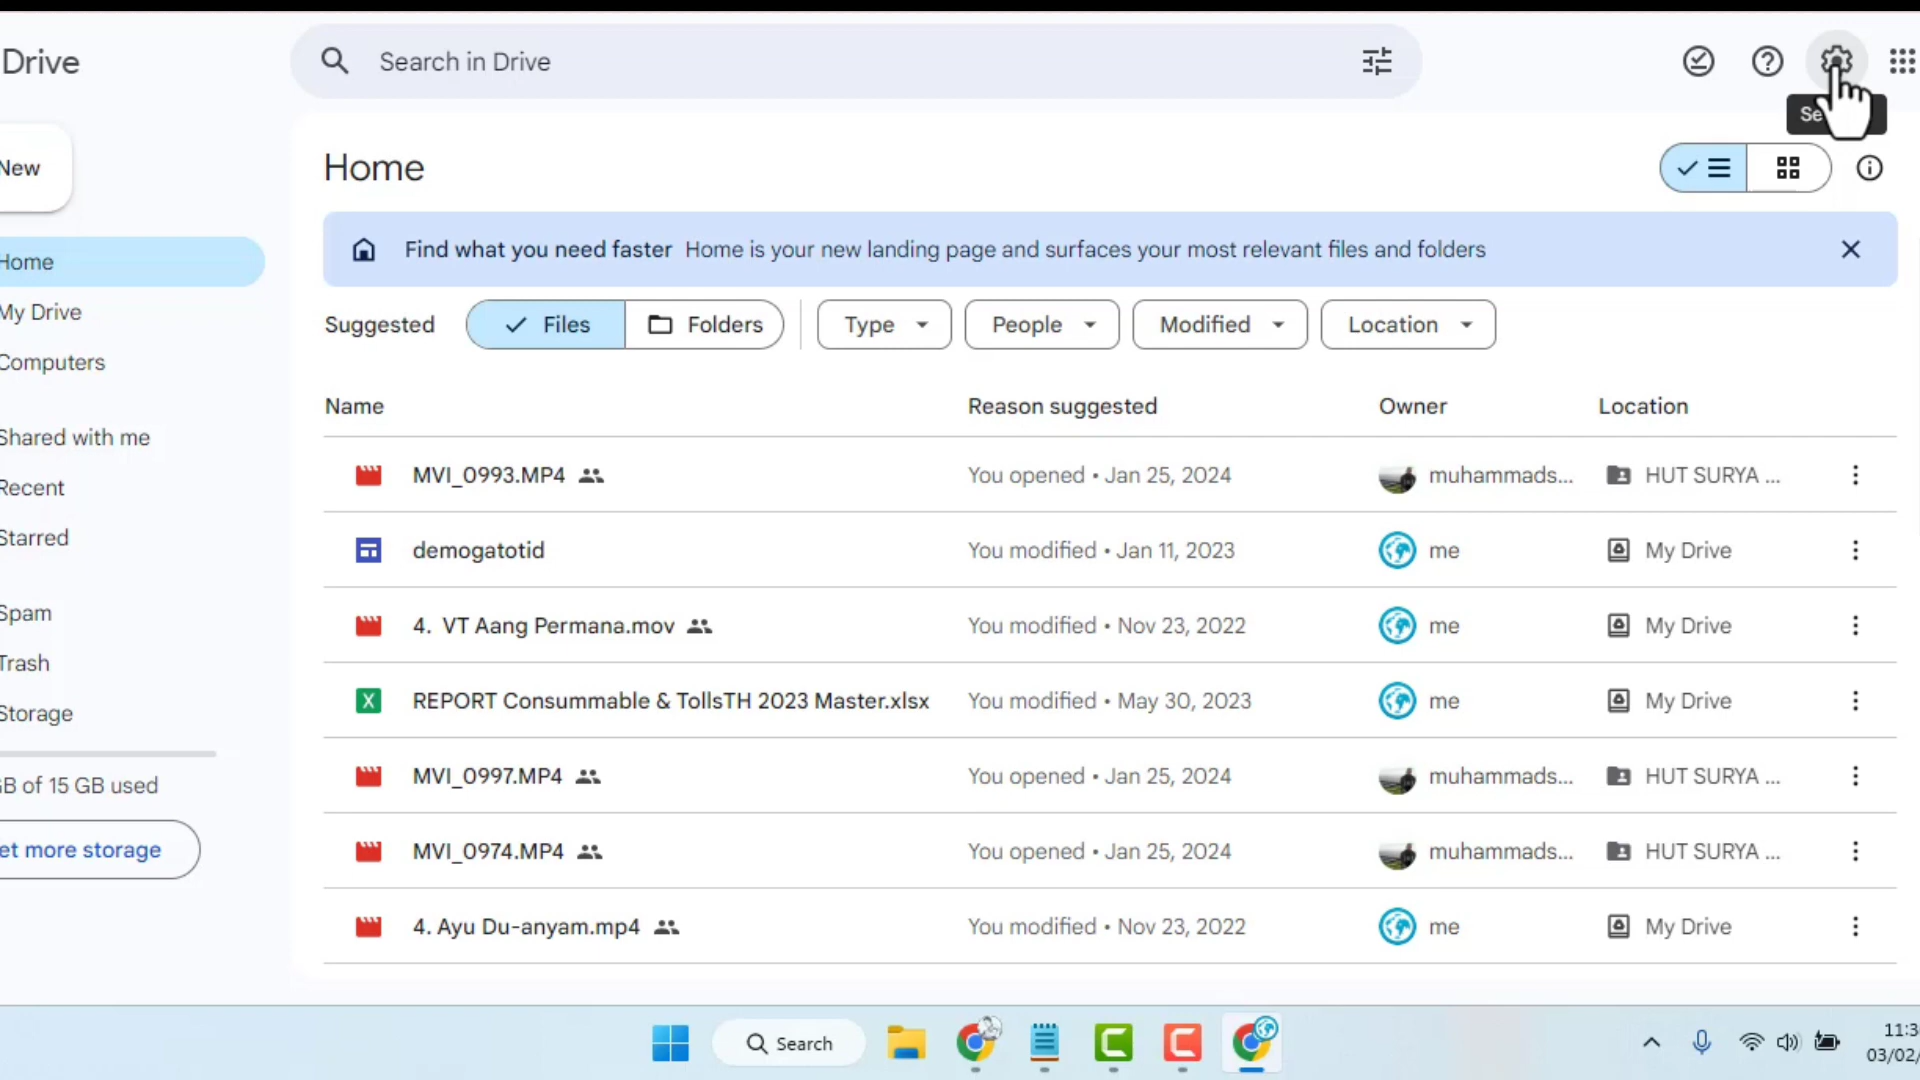 Drive
Search in Drive
Se
New
Home
Home
My Drive
Computers
Shared with me
Recent
Starred
Spam
Trash
Storage
GB of 15 GB used
et more storage
Find what you need faster Home is your new landing page and surfaces your most relevant files and folders
Suggested Files Folders Type People Modified Location
Name Reason suggested Owner Location
MVI_0993.MP4 You opened • Jan 25, 2024 muhammads... HUT SURYA ...
demogatotid You modified • Jan 11, 2023 me My Drive
4. VT Aang Permana.mov You modified • Nov 23, 2022 me My Drive
X REPORT Consummable & TollsTH 2023 Master.xlsx You modified • May 30, 2023 me My Drive
MVI_0997.MP4 You opened • Jan 25, 2024 muhammads... HUT SURYA ...
MVI_0974.MP4 You opened • Jan 25, 2024 muhammads... HUT SURYA ...
4. Ayu Du-anyam.mp4 You modified • Nov 23, 2022 me My Drive
Search
11:3
03/02/